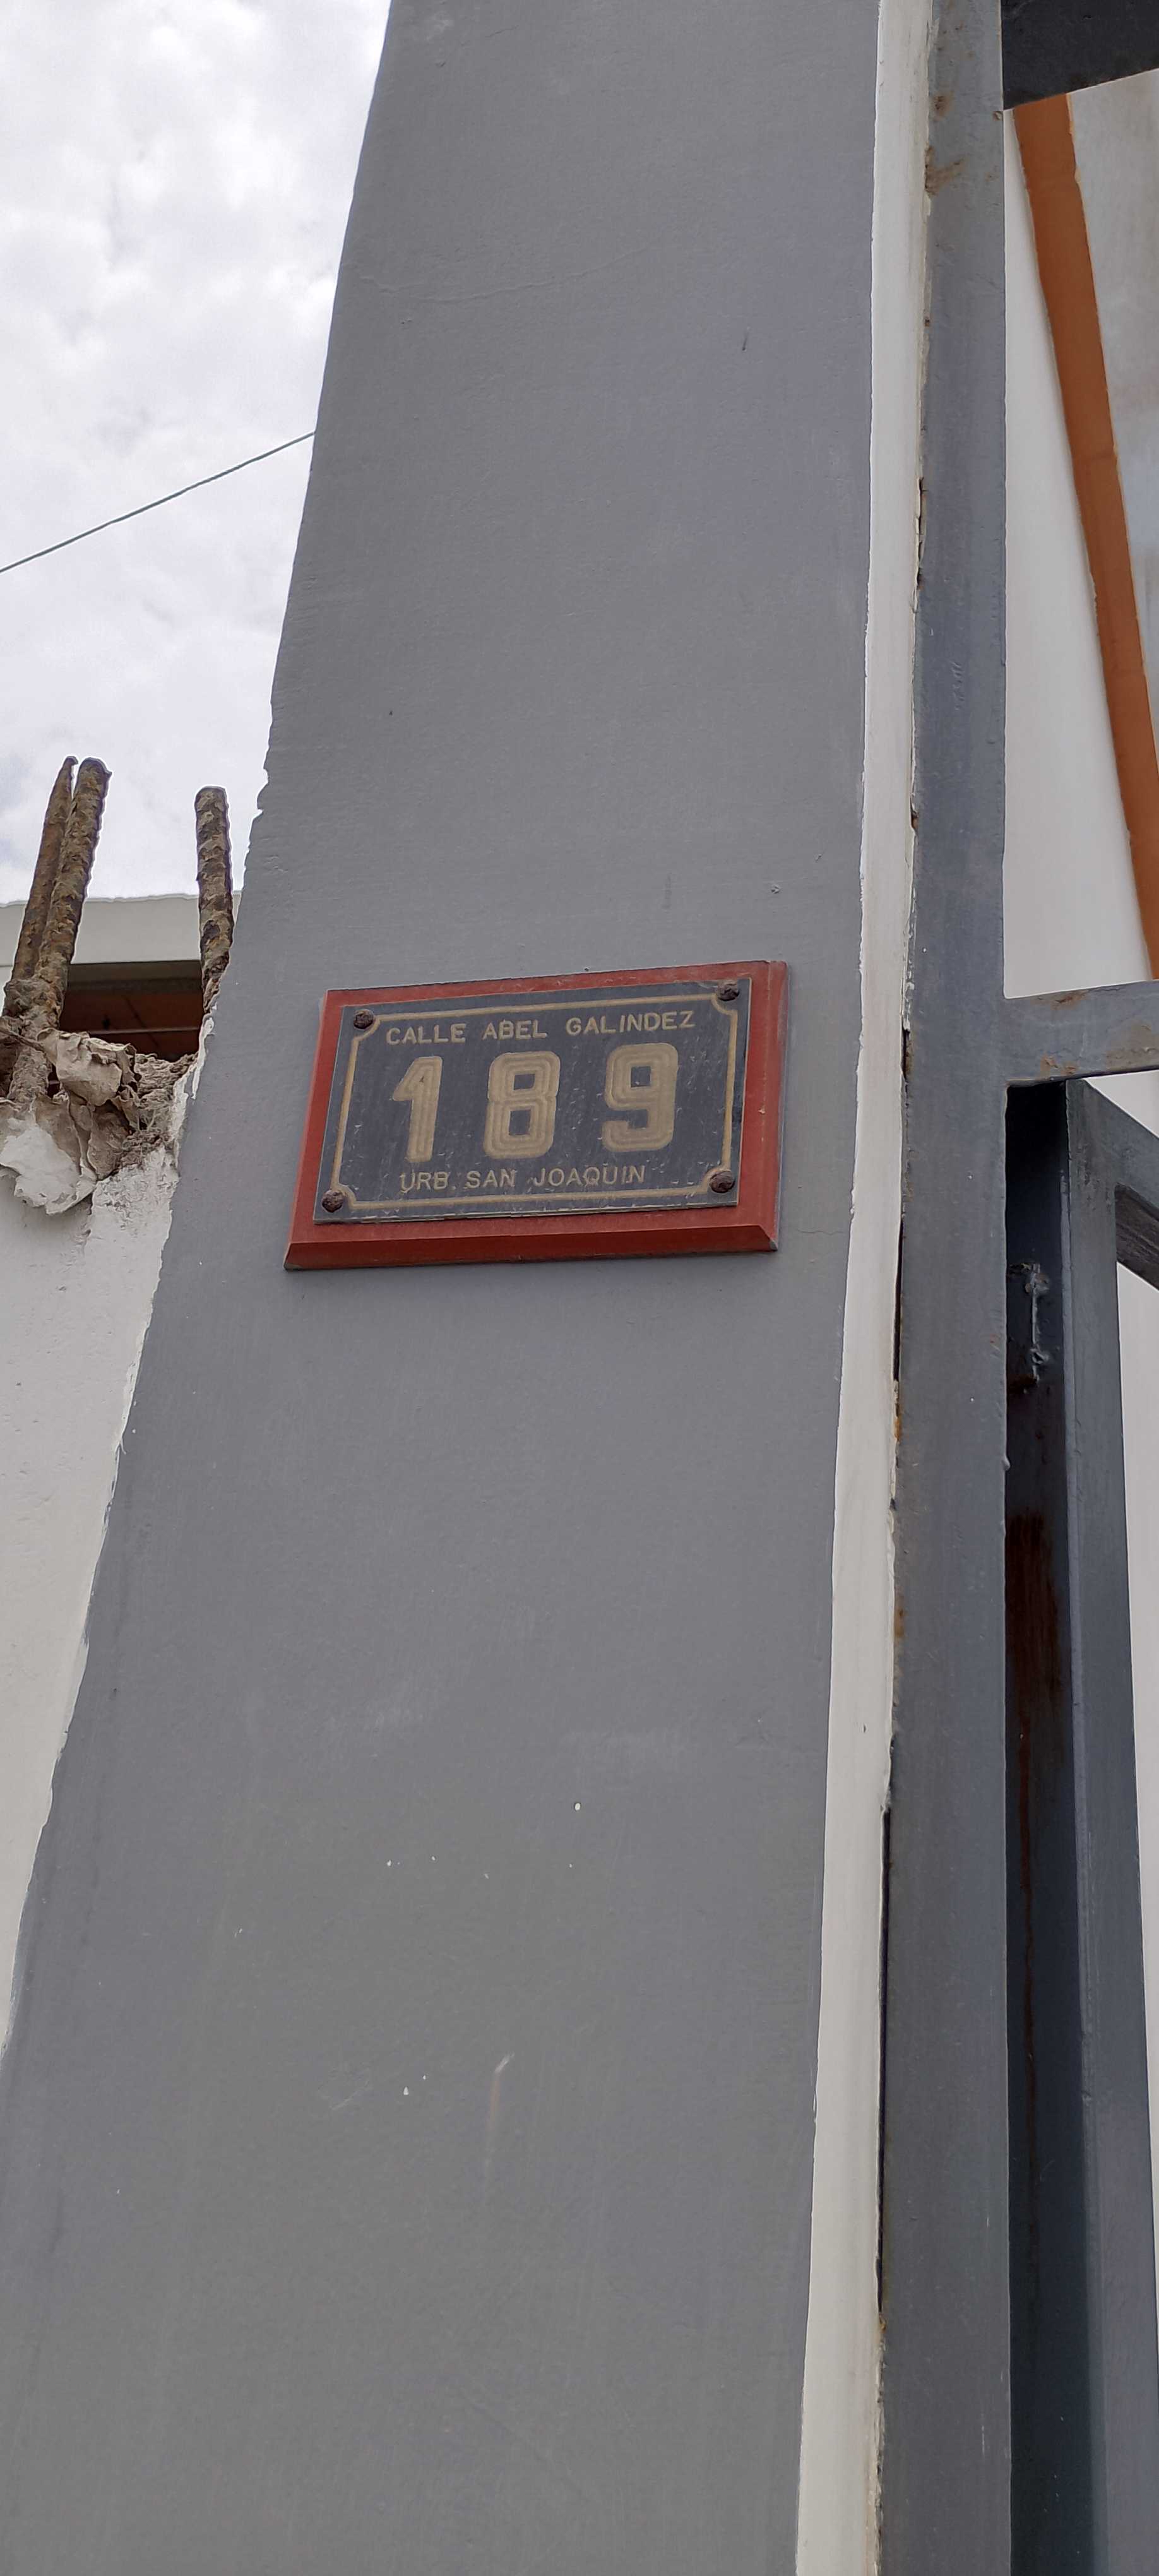 CALLE ABEL GALINDEZ
189
URB. SAN JOAQUIN